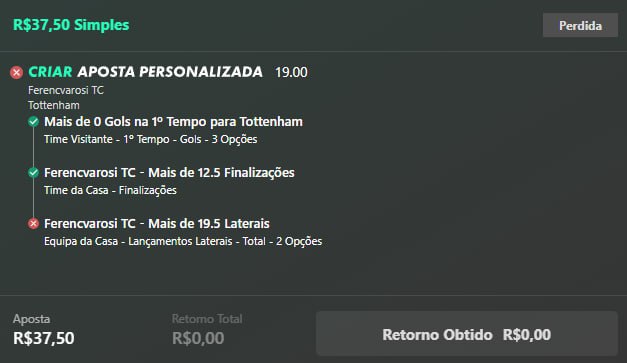 R$37,50 Simples
Perdida
CRIAR APOSTA PERSONALIZADA 19.00
Ferencvarosi TC
Tottenham
Mais de 0 Gols na 1º Tempo para Tottenham
Time Visitante - 1º Tempo - Gols - 3 Opções
Ferencvarosi TC - Mais de 12.5 Finalizações
Time da Casa - Finalizações
Ferencvarosi TC - Mais de 19.5 Laterais
Equipa da Casa - Lançamentos Laterais - Total - 2 Opções
Aposta
Retorno Total
R$37,50
R$0,00
Retorno Obtido R$0,00